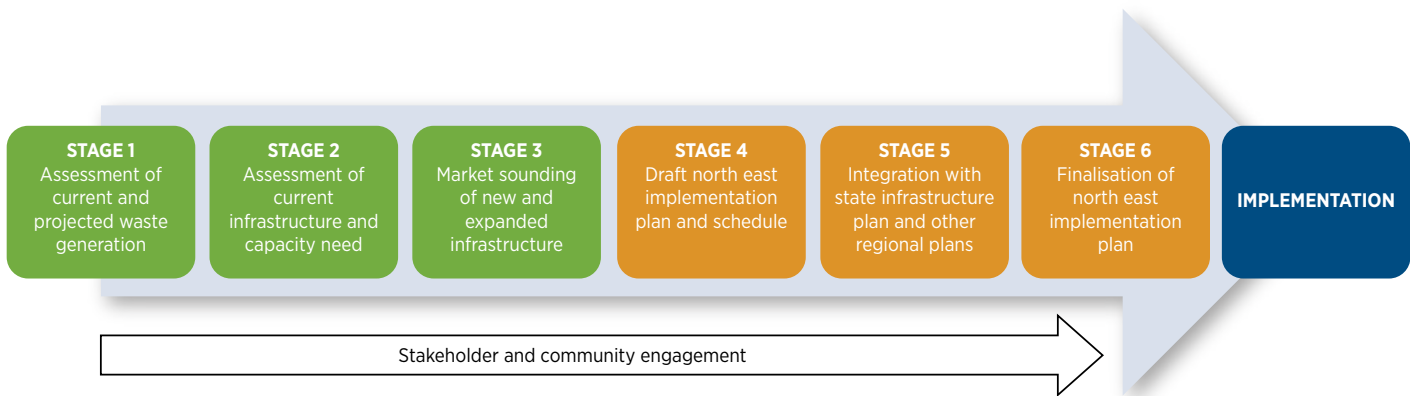 STAGE 1
Assessment of
current and
projected waste
generation
STAGE 2
Assessment of
current
infrastructure and
capacity need
STAGE 3
Market sounding
of new and
expanded
infrastructure
STAGE 4
Draft north east
implementation
plan and schedule
STAGE 5
Integration with
state infrastructure
plan and other
regional plans
STAGE 6
Finalisation of
north east
implementation
plan
IMPLEMENTATION
Stakeholder and community engagement